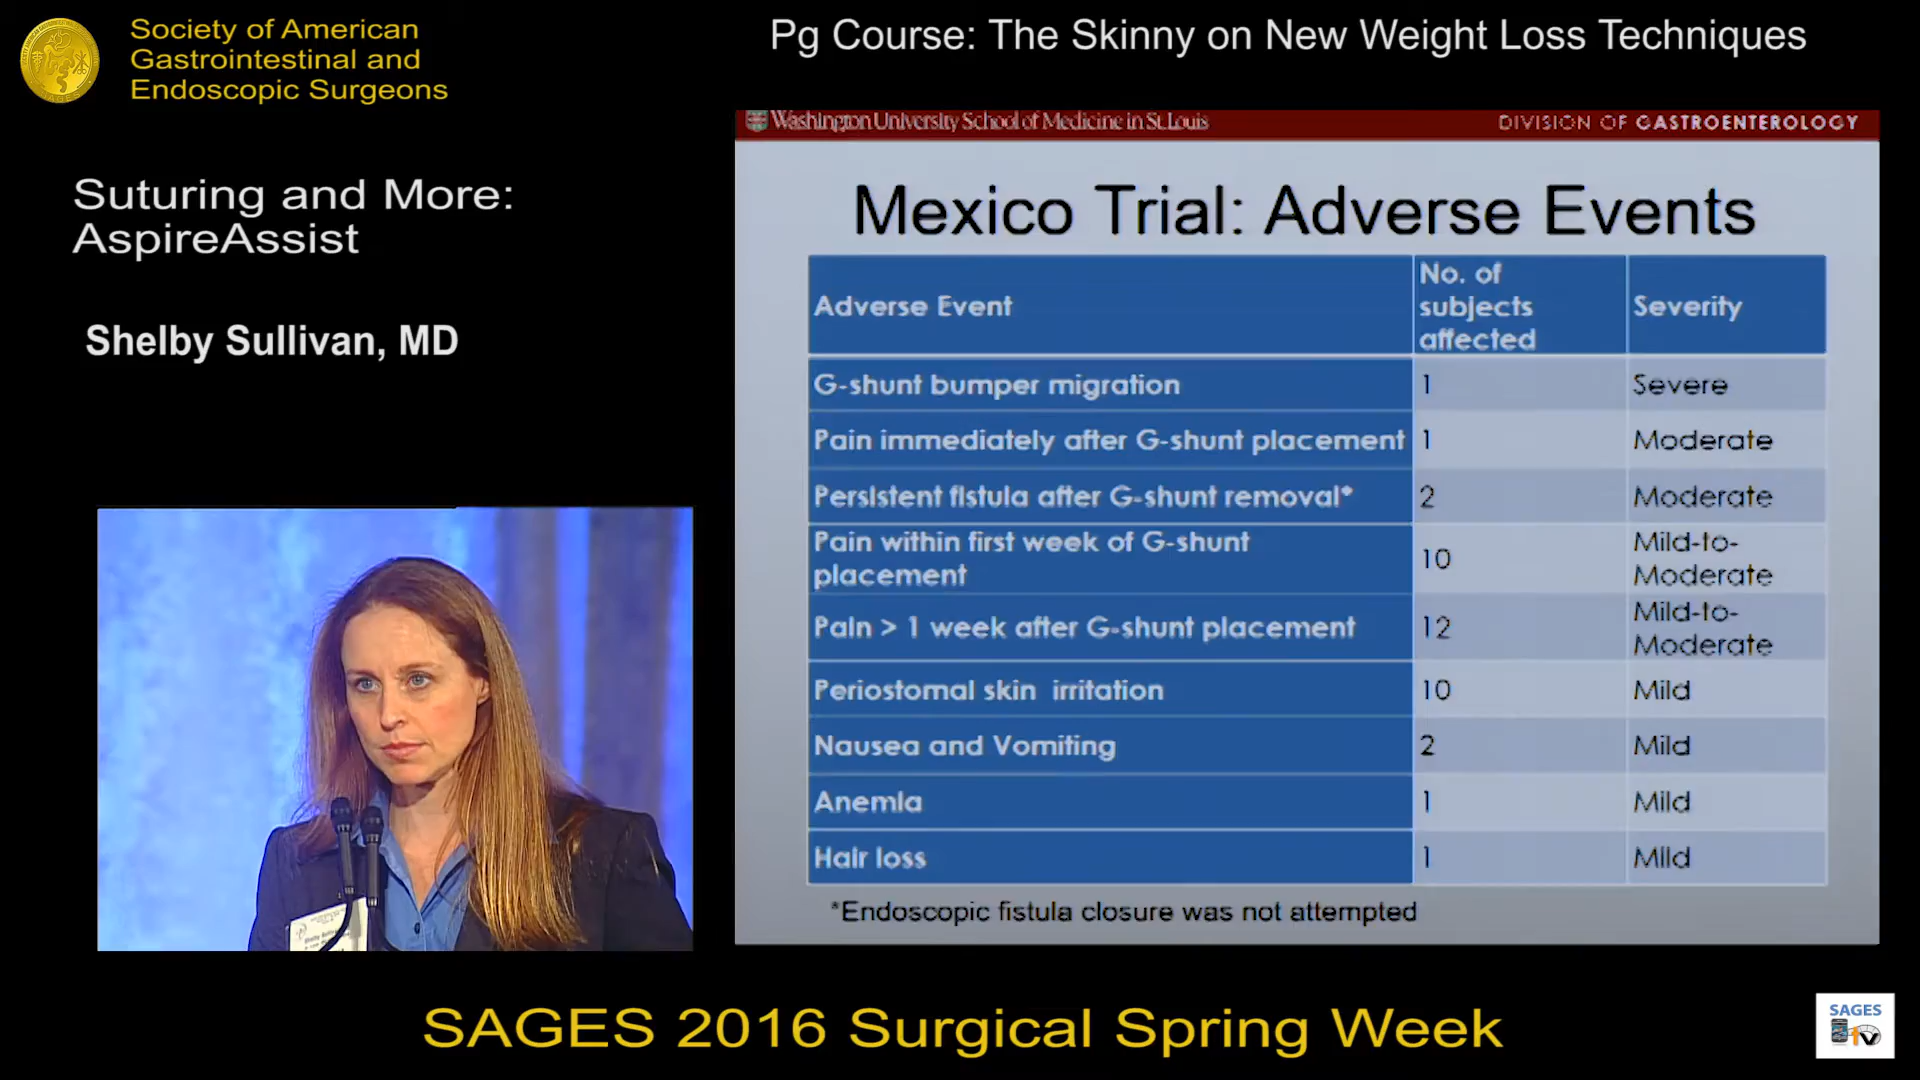 Society of American
Gastrointestinal and
Endoscopic Surgeons
Pg Course: The Skinny on New Weight Loss Techniques
Suturing and More:
AspireAssist
Shelby Sullivan, MD
Washington University School of Medicine in St. Louis
DIVISION OF GASTROENTEROLOGY
Mexico Trial: Adverse Events
Adverse Event
No. of
subjects
affected
Severity
G-shunt bumper migration 1 Severe
Pain immediately after G-shunt placement 1 Moderate
Persistent fistula after G-shunt removal* 2 Moderate
Pain within first week of G-shunt
placement
10
Mild-to-
Moderate
Pain > 1 week after G-shunt placement
12
Mild-to-
Moderate
Periostomal skin irritation 10 Mild
Nausea and Vomiting 2 Mild
Anemia 1 Mild
Hair loss 1 Mild
*Endoscopic fistula closure was not attempted
SAGES 2016 Surgical Spring Week
SAGES
TV